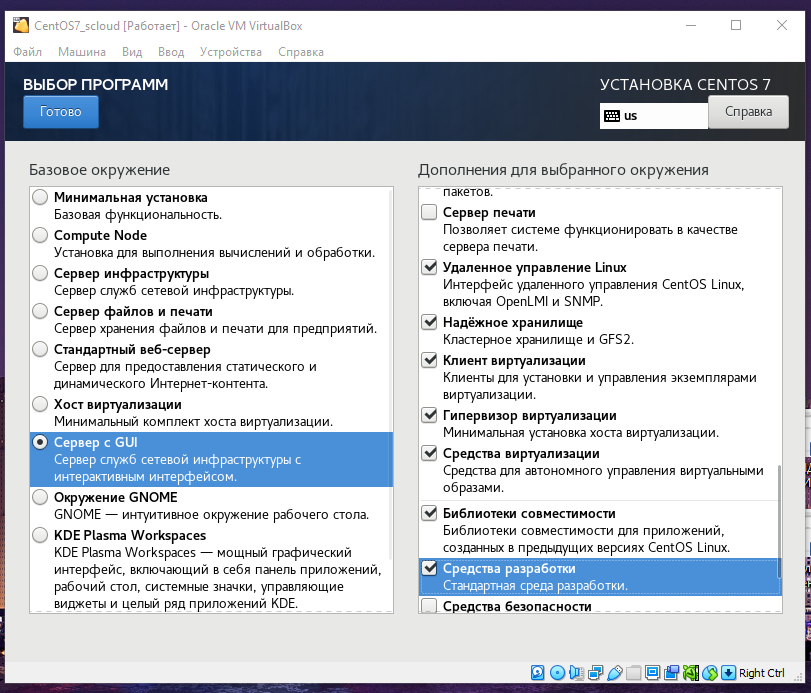 CentOS7_scloud [Работает] - Oracle VM VirtualBox
Файл Машина Вид Ввод Устройства Справка
ВЫБОР ПРОГРАММ
УСТАНОВКА CENTOS 7
Готово
us
Справка
Базовое окружение
Минимальная установка
Базовая функциональность.
Compute Node
Установка для выполнения вычислений и обработки.
Сервер инфраструктуры
Сервер служб сетевой инфраструктуры.
Сервер файлов и печати
Сервер хранения файлов и печати для предприятий.
Стандартный веб-сервер
Сервер для предоставления статического и
динамического Интернет-контента.
Хост виртуализации
Минимальный комплект хоста виртуализации.
Сервер с GUI
Сервер служб сетевой инфраструктуры с
интерактивным интерфейсом.
Окружение GNOME
GNOME — интуитивное окружение рабочего стола.
KDE Plasma Workspaces
KDE Plasma Workspaces — мощный графический
интерфейс, включающий в себя панель приложений,
рабочий стол, системные значки, управляющие
виджеты и целый ряд приложений KDE.
Дополнения для выбранного окружения
пакетов.
Сервер печати
Позволяет системе функционировать в качестве
сервера печати.
Удаленное управление Linux
Интерфейс удаленного управления CentOS Linux,
включая OpenLMI и SNMP.
Надёжное хранилище
Кластерное хранилище и GFS2.
Клиент виртуализации
Клиенты для установки и управления экземплярами
виртуализации.
Гипервизор виртуализации
Минимальная установка хоста виртуализации.
Средства виртуализации
Средства для автономного управления виртуальными
образами.
Библиотеки совместимости
Библиотеки совместимости для приложений,
созданных в предыдущих версиях CentOS Linux.
Средства разработки
Стандартная среда разработки.
Средства безопасности
Right Ctrl